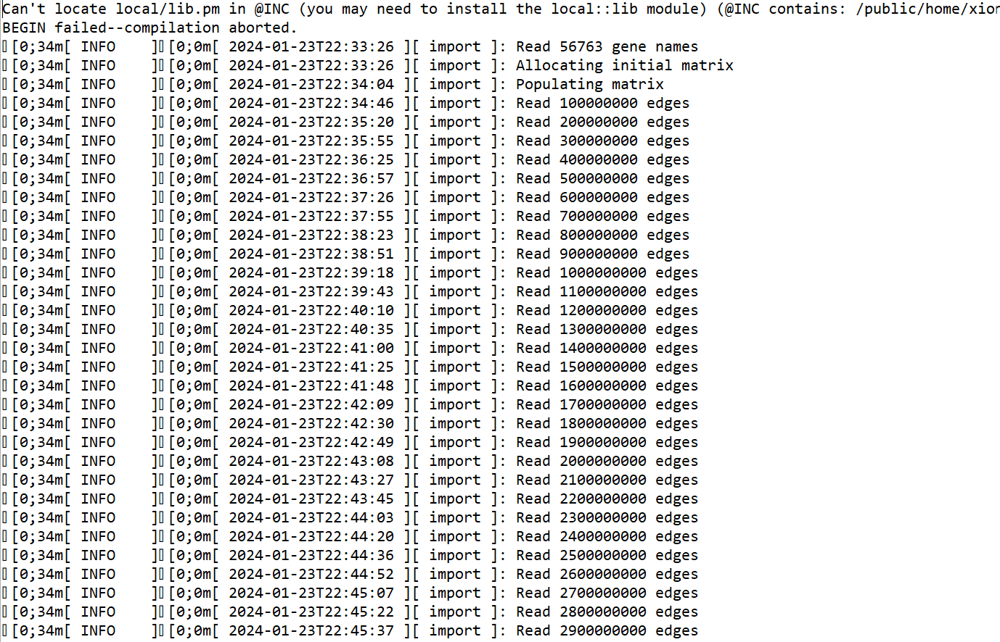 Can't locate local/lib.pm in @INC (you may need to install the local::lib module) (@INC contains: /public/home/xior
BEGIN failed--compilation aborted.
[0;34m[ INFO    ][0;0m[ 2024-01-23T22:33:26 ][ import ]: Read 56763 gene names
[0;34m[ INFO    ][0;0m[ 2024-01-23T22:33:26 ][ import ]: Allocating initial matrix
[0;34m[ INFO    ][0;0m[ 2024-01-23T22:34:04 ][ import ]: Populating matrix
[0;34m[ INFO    ][0;0m[ 2024-01-23T22:34:46 ][ import ]: Read 100000000 edges
[0;34m[ INFO    ][0;0m[ 2024-01-23T22:35:20 ][ import ]: Read 200000000 edges
[0;34m[ INFO    ][0;0m[ 2024-01-23T22:35:55 ][ import ]: Read 300000000 edges
[0;34m[ INFO    ][0;0m[ 2024-01-23T22:36:25 ][ import ]: Read 400000000 edges
[0;34m[ INFO    ][0;0m[ 2024-01-23T22:36:57 ][ import ]: Read 500000000 edges
[0;34m[ INFO    ][0;0m[ 2024-01-23T22:37:26 ][ import ]: Read 600000000 edges
[0;34m[ INFO    ][0;0m[ 2024-01-23T22:37:55 ][ import ]: Read 700000000 edges
[0;34m[ INFO    ][0;0m[ 2024-01-23T22:38:23 ][ import ]: Read 800000000 edges
[0;34m[ INFO    ][0;0m[ 2024-01-23T22:38:51 ][ import ]: Read 900000000 edges
[0;34m[ INFO    ][0;0m[ 2024-01-23T22:39:18 ][ import ]: Read 1000000000 edges
[0;34m[ INFO    ][0;0m[ 2024-01-23T22:39:43 ][ import ]: Read 1100000000 edges
[0;34m[ INFO    ][0;0m[ 2024-01-23T22:40:10 ][ import ]: Read 1200000000 edges
[0;34m[ INFO    ][0;0m[ 2024-01-23T22:40:35 ][ import ]: Read 1300000000 edges
[0;34m[ INFO    ][0;0m[ 2024-01-23T22:41:00 ][ import ]: Read 1400000000 edges
[0;34m[ INFO    ][0;0m[ 2024-01-23T22:41:25 ][ import ]: Read 1500000000 edges
[0;34m[ INFO    ][0;0m[ 2024-01-23T22:41:48 ][ import ]: Read 1600000000 edges
[0;34m[ INFO    ][0;0m[ 2024-01-23T22:42:09 ][ import ]: Read 1700000000 edges
[0;34m[ INFO    ][0;0m[ 2024-01-23T22:42:30 ][ import ]: Read 1800000000 edges
[0;34m[ INFO    ][0;0m[ 2024-01-23T22:42:49 ][ import ]: Read 1900000000 edges
[0;34m[ INFO    ][0;0m[ 2024-01-23T22:43:08 ][ import ]: Read 2000000000 edges
[0;34m[ INFO    ][0;0m[ 2024-01-23T22:43:27 ][ import ]: Read 2100000000 edges
[0;34m[ INFO    ][0;0m[ 2024-01-23T22:43:45 ][ import ]: Read 2200000000 edges
[0;34m[ INFO    ][0;0m[ 2024-01-23T22:44:03 ][ import ]: Read 2300000000 edges
[0;34m[ INFO    ][0;0m[ 2024-01-23T22:44:20 ][ import ]: Read 2400000000 edges
[0;34m[ INFO    ][0;0m[ 2024-01-23T22:44:36 ][ import ]: Read 2500000000 edges
[0;34m[ INFO    ][0;0m[ 2024-01-23T22:44:52 ][ import ]: Read 2600000000 edges
[0;34m[ INFO    ][0;0m[ 2024-01-23T22:45:07 ][ import ]: Read 2700000000 edges
[0;34m[ INFO    ][0;0m[ 2024-01-23T22:45:22 ][ import ]: Read 2800000000 edges
[0;34m[ INFO    ][0;0m[ 2024-01-23T22:45:37 ][ import ]: Read 2900000000 edges